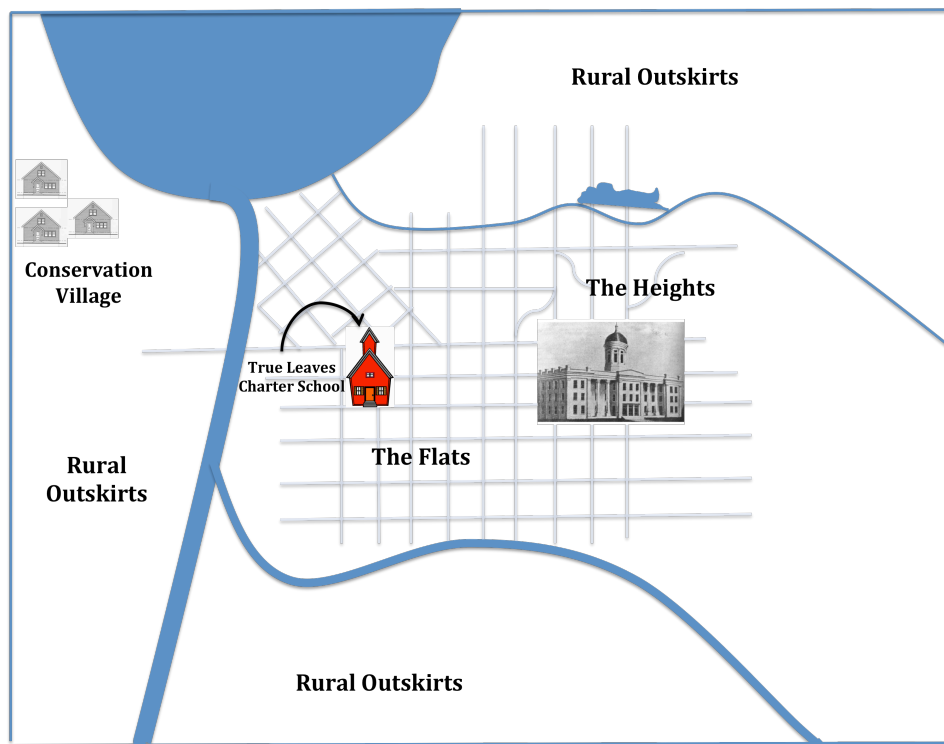 Rural Outskirts
Conservation
Village
The Heights
True Leaves
Charter School
The Flats
Rural
Outskirts
Rural Outskirts